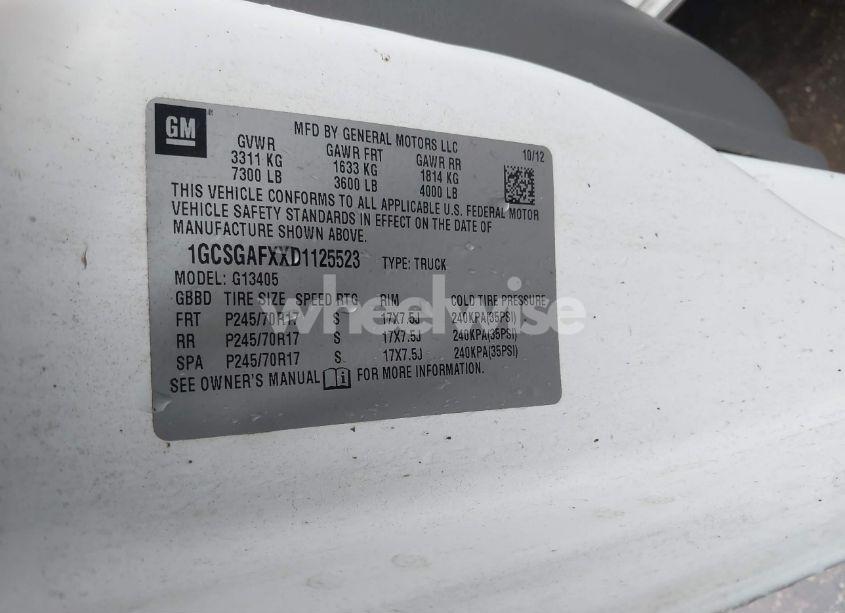 GM
MFD BY GENERAL MOTORS LLC
10/12
GVWR GAWR FRT GAWR RR
3311 KG 1633 KG 1814 KG
7300 LB 3600 LB 4000 LB
THIS VEHICLE CONFORMS TO ALL APPLICABLE U.S. FEDERAL MOTOR
VEHICLE SAFETY STANDARDS IN EFFECT ON THE DATE OF
MANUFACTURE SHOWN ABOVE.
1GCSGAFXXD1125523 TYPE: TRUCK
MODEL: G13405
GBBD TIRE SIZE SPEED RTG RIM COLD TIRE PRESSURE
FRT P245/70R17 S 17X7.5J 240KPA(35PSI)
RR P245/70R17 S 17X7.5J 240KPA(35PSI)
SPA P245/70R17 S 17X7.5J 240KPA(35PSI)
SEE OWNER'S MANUAL FOR MORE INFORMATION.
wheelwise